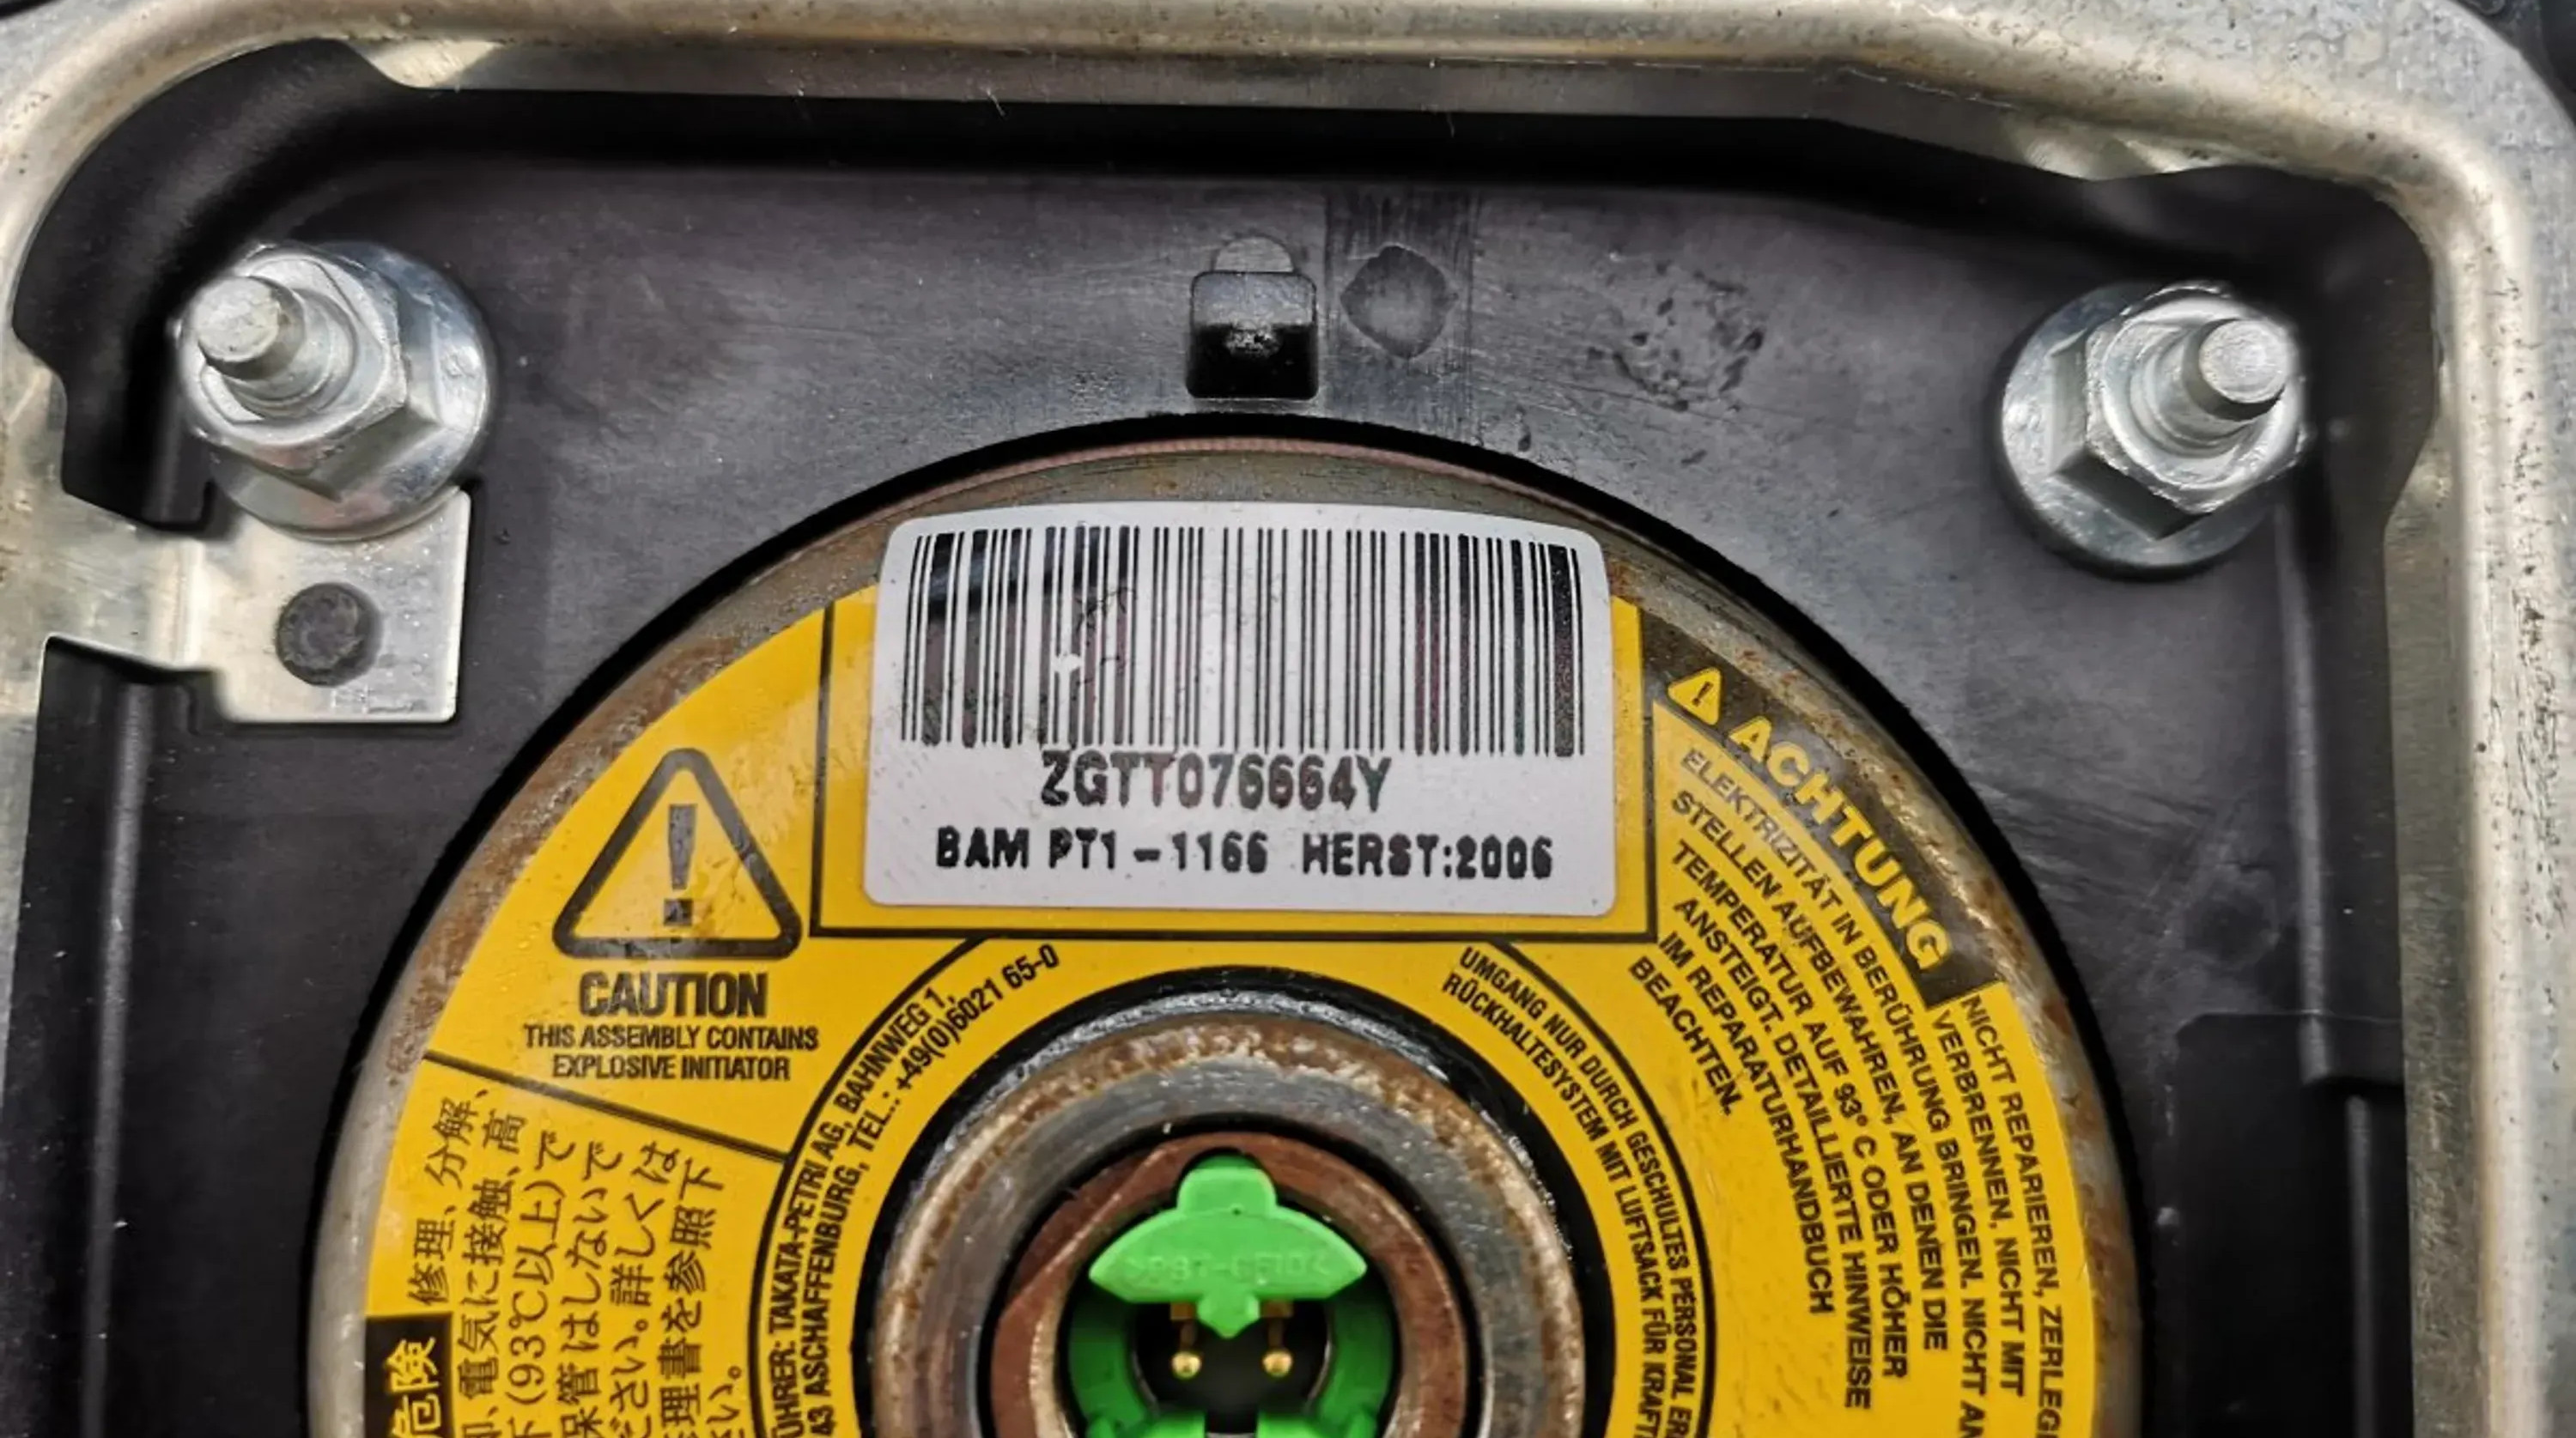 ZGTT076664Y
BAM PT1-1166 HERST:2006
CAUTION
THIS ASSEMBLY CONTAINS
EXPLOSIVE INITIATOR
ACHTUNG
NICHT REPARIEREN,
VERBRENNEN, NICHT MIT
ELEKTRIZITÄT IN BERÜHRUNG BRINGEN. NICHT
STELLEN AUFBEWAHREN, AN DENEN DIE
TEMPERATUR AUF 93° C ODER HÖHER
ANSTEIGT. DETAILLIERTE HINWEISE
IM REPARATURHANDBUCH
BEACHTEN.
UMGANG NUR DURCH GESCHULTES PERSONAL
RÜCKHALTESYSTEM MIT LUFTSACK FÜR
TAKATA-PETRI AG, BAHNWEG 1,
43 ASCHAFFENBURG, TEL.: +49(0)6021 65-0
危険
修理、分解、
電気に接触、高
(93℃以上)で
保管はしないで
ださい。詳しくは
理書を参照下
さい。